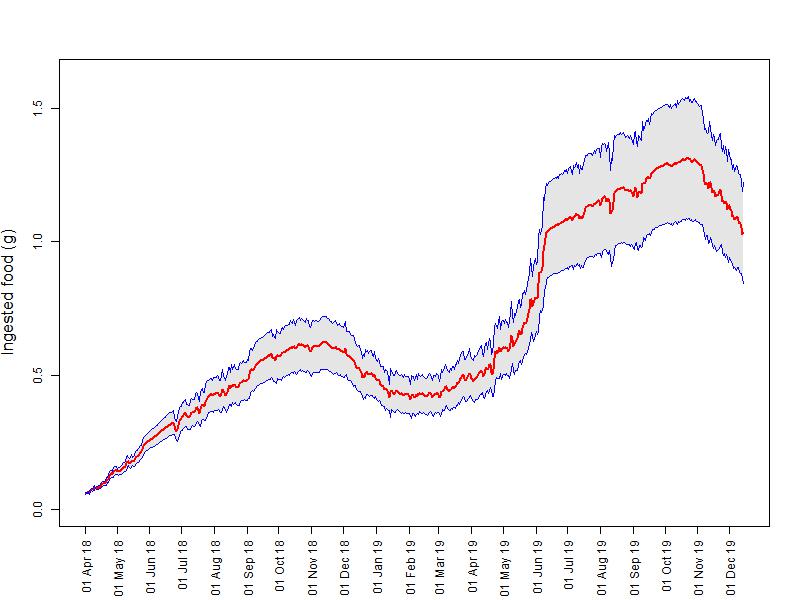 Ingested food (g)
1.5
1.0
0.5
0.0
01 Apr 18
01 May 18
01 Jun 18
01 Jul 18
01 Aug 18
01 Sep 18
01 Oct 18
01 Nov 18
01 Dec 18
01 Jan 19
01 Feb 19
01 Mar 19
01 Apr 19
01 May 19
01 Jun 19
01 Jul 19
01 Aug 19
01 Sep 19
01 Oct 19
01 Nov 19
01 Dec 19